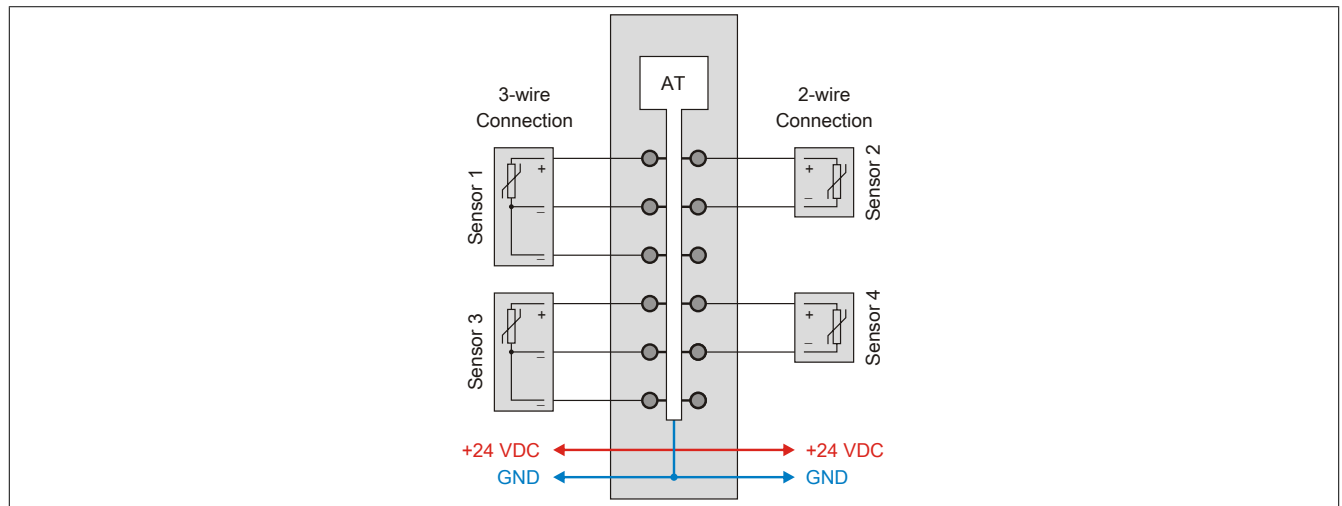 AT
3-wire
Connection
2-wire
Connection
Sensor 1
+
–
–
Sensor 2
+
–
Sensor 3
+
–
–
Sensor 4
+
–
+24 VDC
+24 VDC
GND
GND